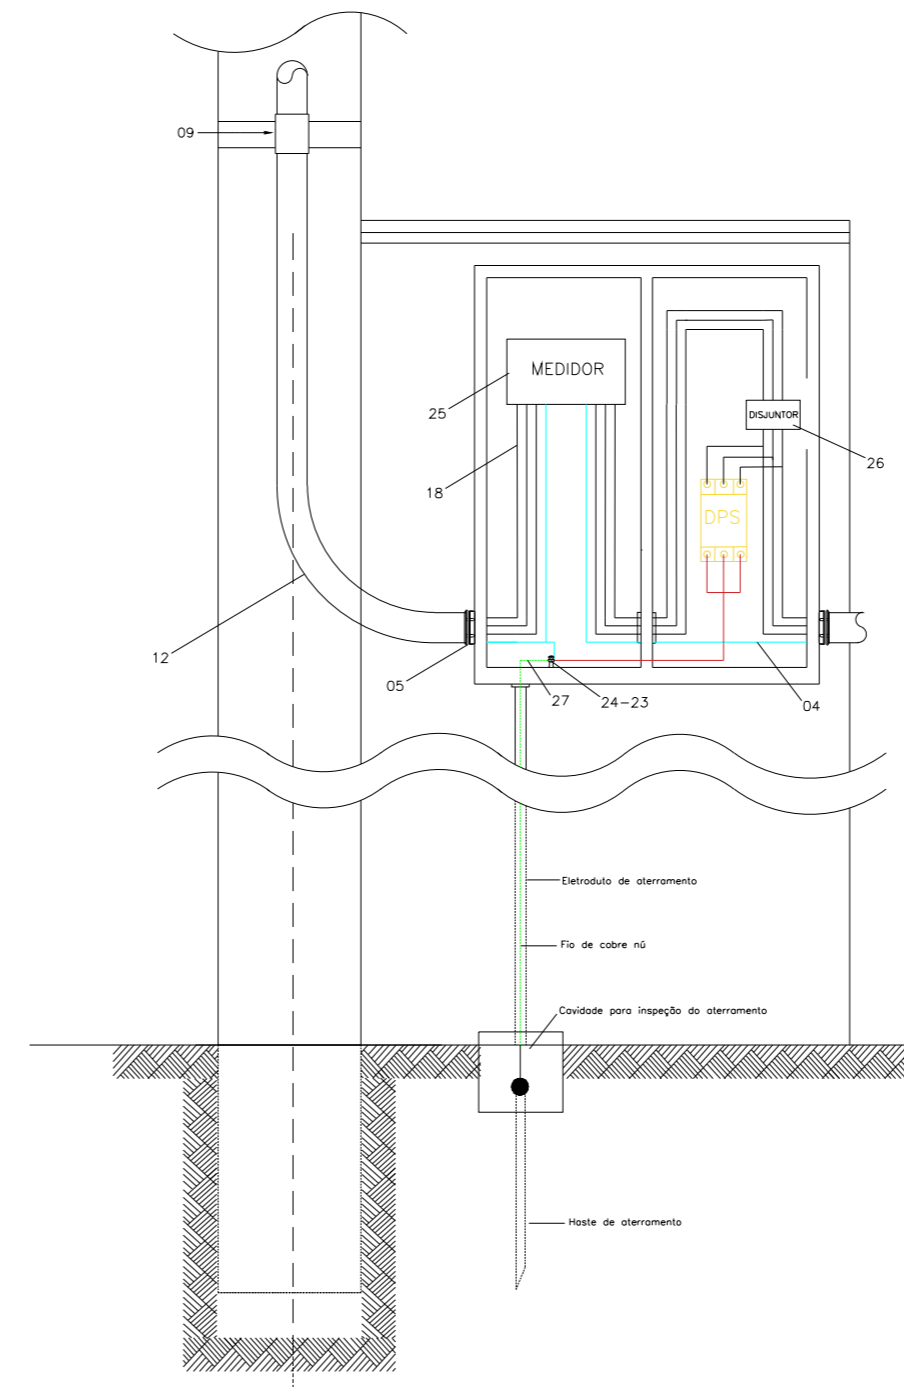 09
MEDIDOR
25
DISJUNTOR
26
18
DPS
12
05
27
24-23
04
Eletroduto de aterramento
Fio de cobre nú
Cavidade para inspeção do aterramento
Haste de aterramento